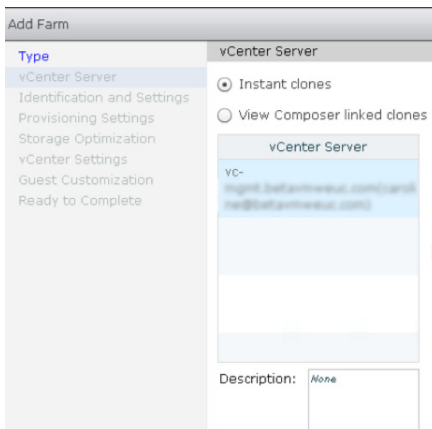 Add Farm
Type
vCenter Server
Identification and Settings
Provisioning Settings
Storage Optimization
vCenter Settings
Guest Customization
Ready to Complete
vCenter Server
Instant clones
View Composer linked clones
vCenter Server
vc-
Description:
None